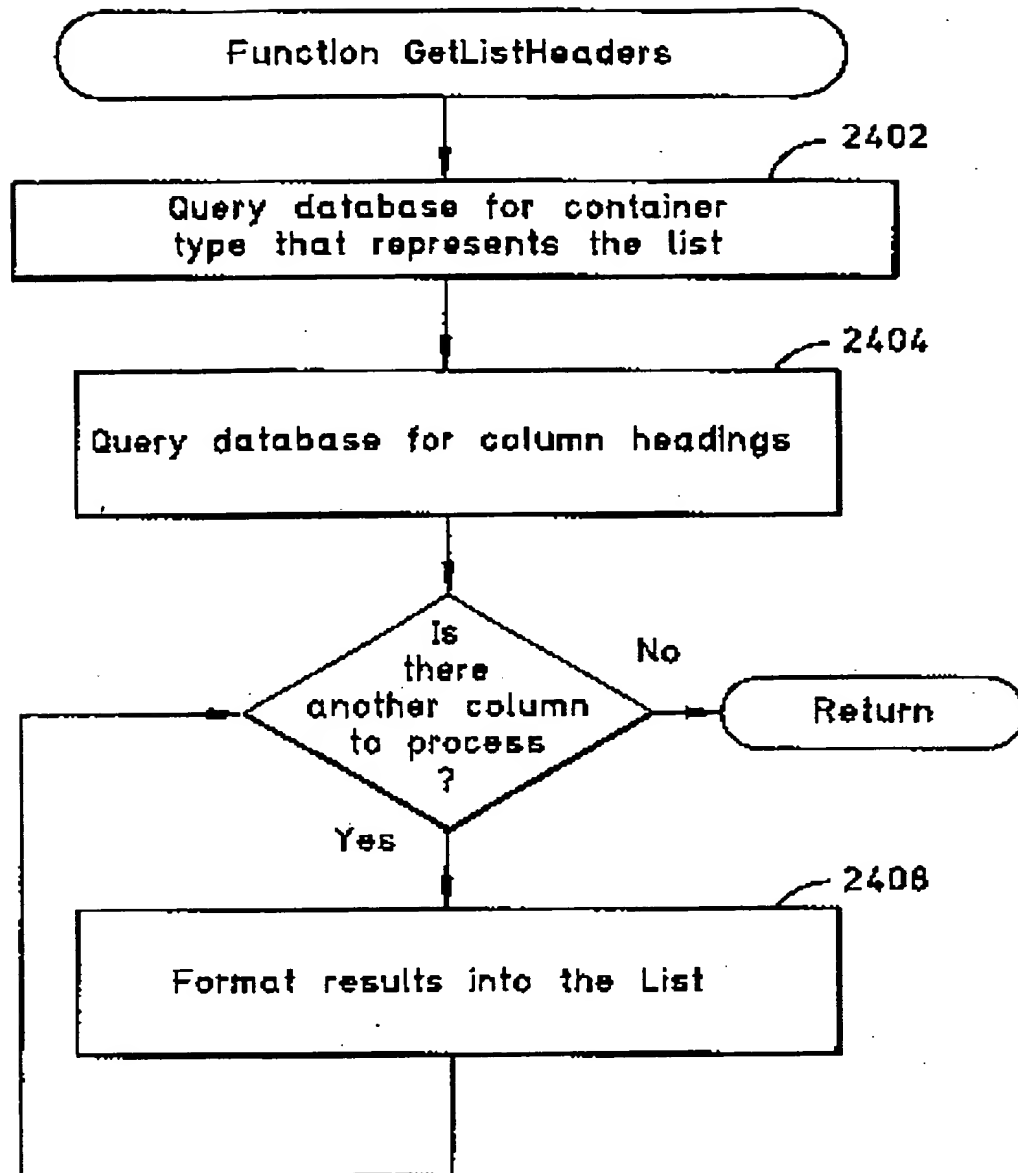 Function GetListHeaders
2402
Query database for container
type that represents the list
2404
Query database for column headings
Is
there
another column
to process
?
No
Return
Yes
2408
Format results into the List